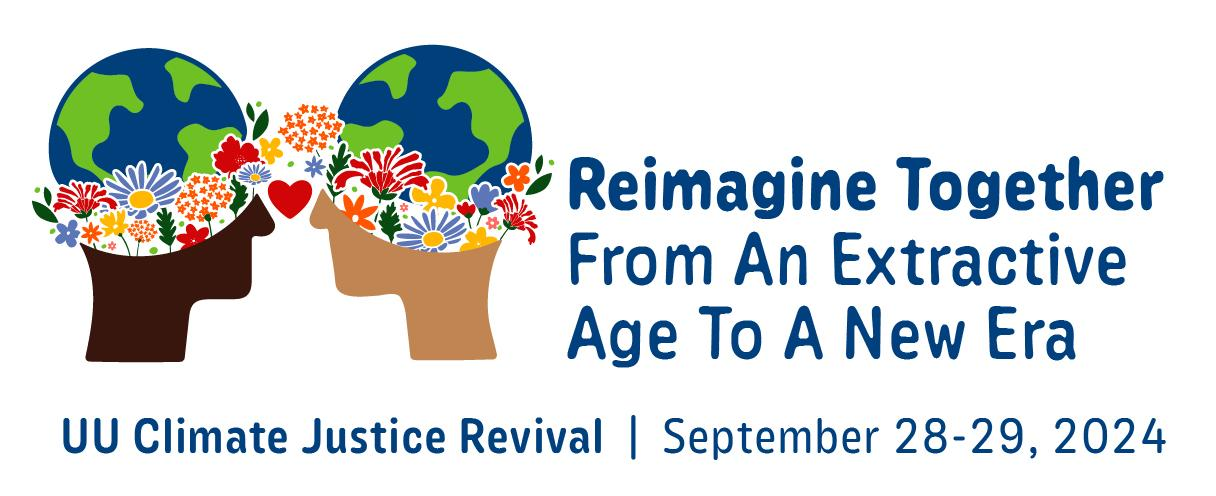 Reimagine Together
From An Extractive
Age To A New Era
UU Climate Justice Revival | September 28-29, 2024